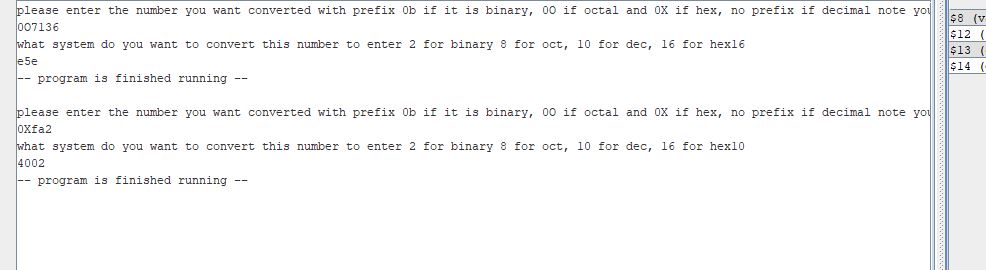 please enter the number you want converted with prefix 0b if it is binary, 0O if octal and 0X if hex, no prefix if decimal note you
0O7136
what system do you want to convert this number to enter 2 for binary 8 for oct, 10 for dec, 16 for hex16
e5e
-- program is finished running --
please enter the number you want converted with prefix 0b if it is binary, 0O if octal and 0X if hex, no prefix if decimal note you
0Xfa2
what system do you want to convert this number to enter 2 for binary 8 for oct, 10 for dec, 16 for hex10
4002
-- program is finished running --
$8 (v
$12 (
$13 (
$14 (